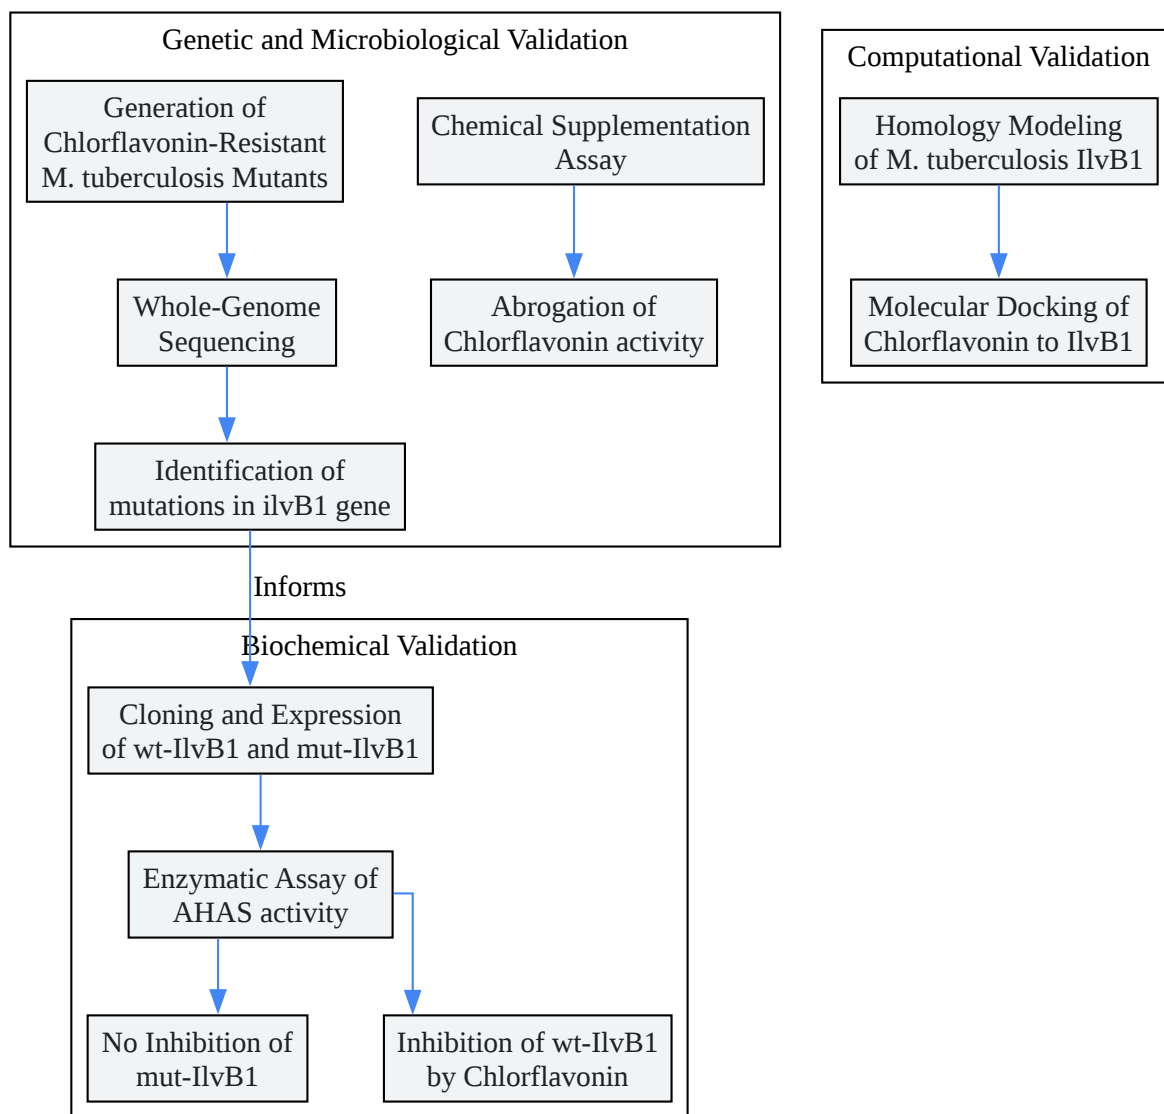 Genetic and Microbiological Validation
Generation of
Chlorflavonin-Resistant
M. tuberculosis Mutants
Chemical Supplementation
Assay
Whole-Genome
Sequencing
Abrogation of
Chlorflavonin activity
Identification of
mutations in ilvB1 gene
Computational Validation
Homology Modeling
of M. tuberculosis IlvB1
Molecular Docking of
Chlorflavonin to IlvB1
Informs
Biochemical Validation
Cloning and Expression
of wt-IlvB1 and mut-IlvB1
Enzymatic Assay of
AHAS activity
No Inhibition of
mut-IlvB1
Inhibition of wt-IlvB1
by Chlorflavonin